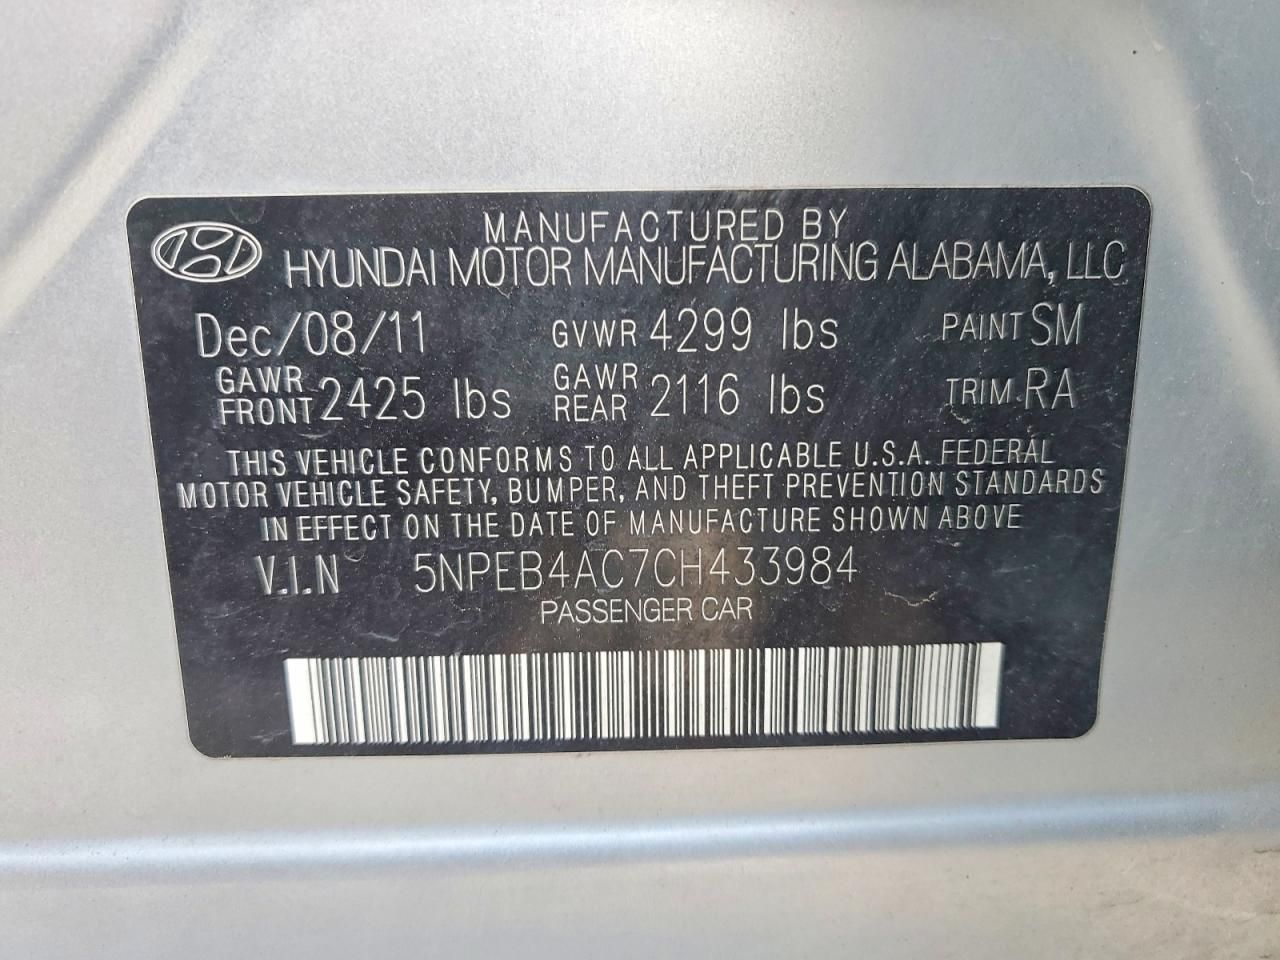 MANUFACTURED BY
HYUNDAI MOTOR MANUFACTURING ALABAMA, LLC
Dec/08/11 GVWR 4299 lbs PAINT SM
GAWR FRONT 2425 lbs GAWR REAR 2116 lbs TRIM RA
THIS VEHICLE CONFORMS TO ALL APPLICABLE U.S.A. FEDERAL
MOTOR VEHICLE SAFETY, BUMPER, AND THEFT PREVENTION STANDARDS
IN EFFECT ON THE DATE OF MANUFACTURE SHOWN ABOVE
V.I.N 5NPEB4AC7CH433984
PASSENGER CAR